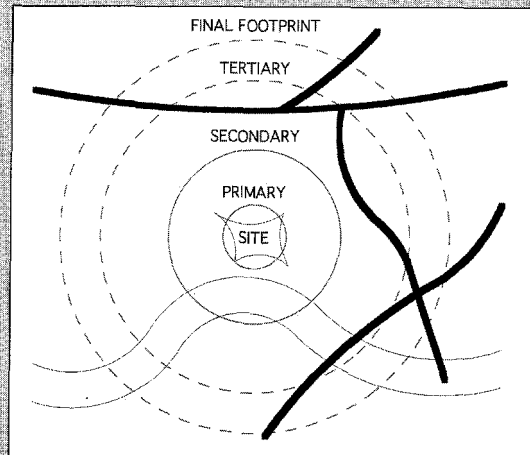 FINAL FOOTPRINT
TERTIARY
SECONDARY
PRIMARY
SITE